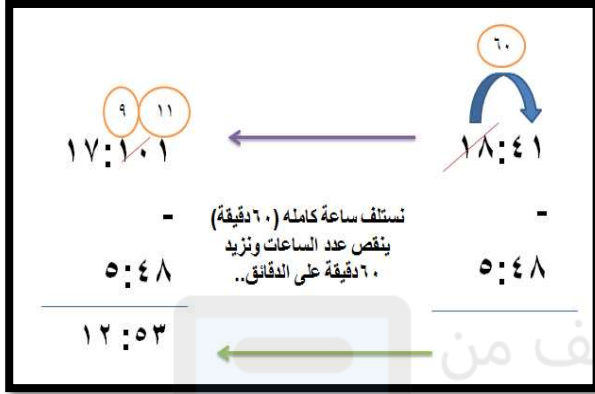 ٦٠
١٨:٤١
-
٥:٤٨
نستلف ساعة كامله (٦٠دقيقة)
ينقص عدد الساعات ونزيد
٦٠دقيقة على الدقائق..
٩ ١١
١٧:١٠١
-
٥:٤٨
١٢:٥٣
ف من